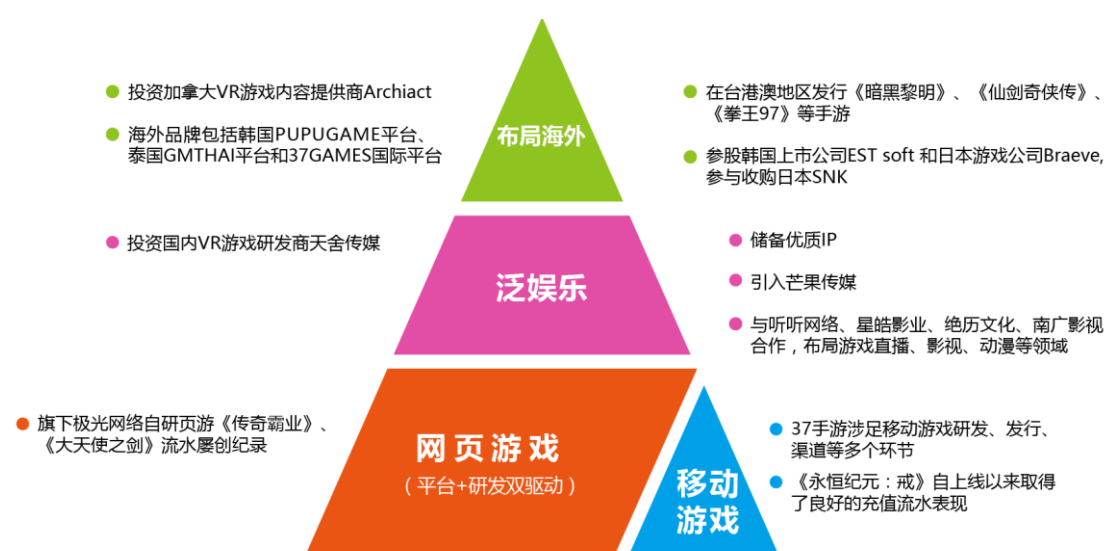 投资加拿大VR游戏内容提供商Archiact
海外品牌包括韩国PUPUGAME平台、
泰国GMTHAI平台和37GAMES国际平台
布局海外
在台港澳地区发行《暗黑黎明》、《仙剑奇侠传》、
《拳王97》等手游
参股韩国上市公司EST soft 和日本游戏公司Braeve,
参与收购日本SNK
投资国内VR游戏研发商天舍传媒
泛娱乐
储备优质IP
引入芒果传媒
与听听网络、星皓影业、绝历文化、南广影视
合作，布局游戏直播、影视、动漫等领域
旗下极光网络自研页游《传奇霸业》、
《大天使之剑》流水屡创纪录
网页游戏
（平台+研发双驱动）
移动
游戏
37手游涉足移动游戏研发、发行、
渠道等多个环节
《永恒纪元：戒》自上线以来取得
了良好的充值流水表现